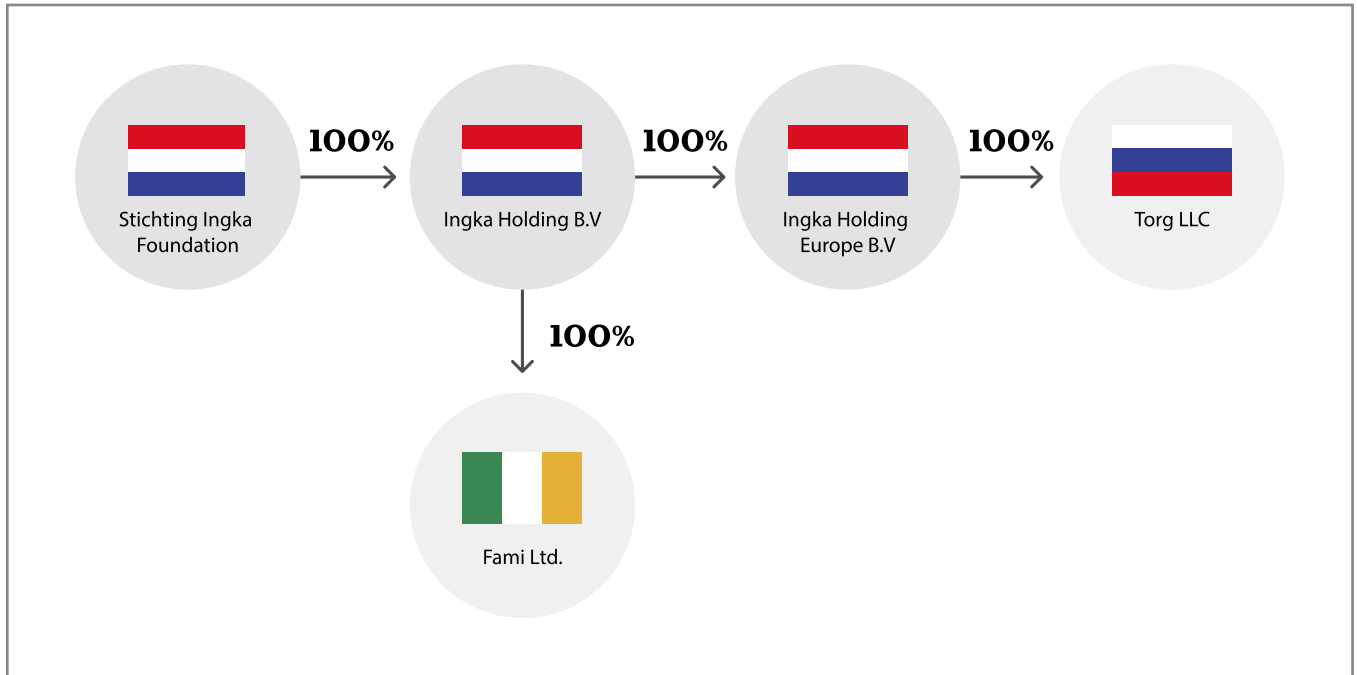 100%
100%
100%
Stichting Ingka
Foundation
Ingka Holding B.V
Ingka Holding
Europe B.V
Torg LLC
100%
Fami Ltd.